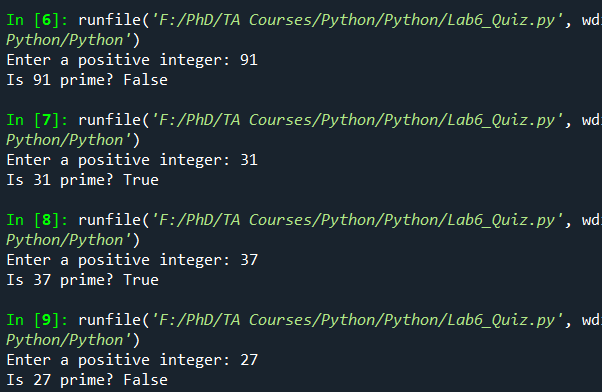 In [6]: runfile('F:/PhD/TA Courses/Python/Python/Lab6_Quiz.py', wd
Python/Python')
Enter a positive integer: 91
Is 91 prime? False
In [7]: runfile('F:/PhD/TA Courses/Python/Python/Lab6_Quiz.py', wd
Python/Python')
Enter a positive integer: 31
Is 31 prime? True
In [8]: runfile('F:/PhD/TA Courses/Python/Python/Lab6_Quiz.py', wd
Python/Python')
Enter a positive integer: 37
Is 37 prime? True
In [9]: runfile('F:/PhD/TA Courses/Python/Python/Lab6_Quiz.py', wd
Python/Python')
Enter a positive integer: 27
Is 27 prime? False